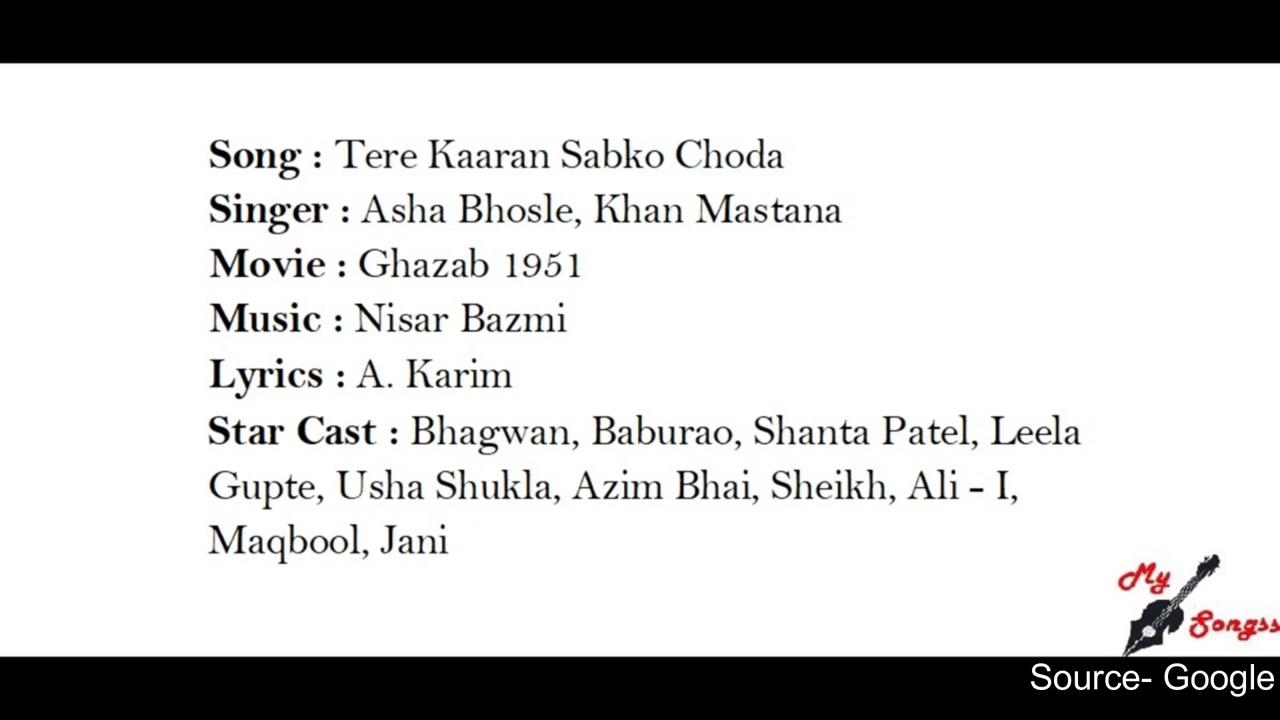 Song : Tere Kaaran Sabko Choda
Singer : Asha Bhosle, Khan Mastana
Movie : Ghazab 1951
Music : Nisar Bazmi
Lyrics : A. Karim
Star Cast : Bhagwan, Baburao, Shanta Patel, Leela
Gupte, Usha Shukla, Azim Bhai, Sheikh, Ali - I,
Maqbool, Jani
My
Songss
Source- Google